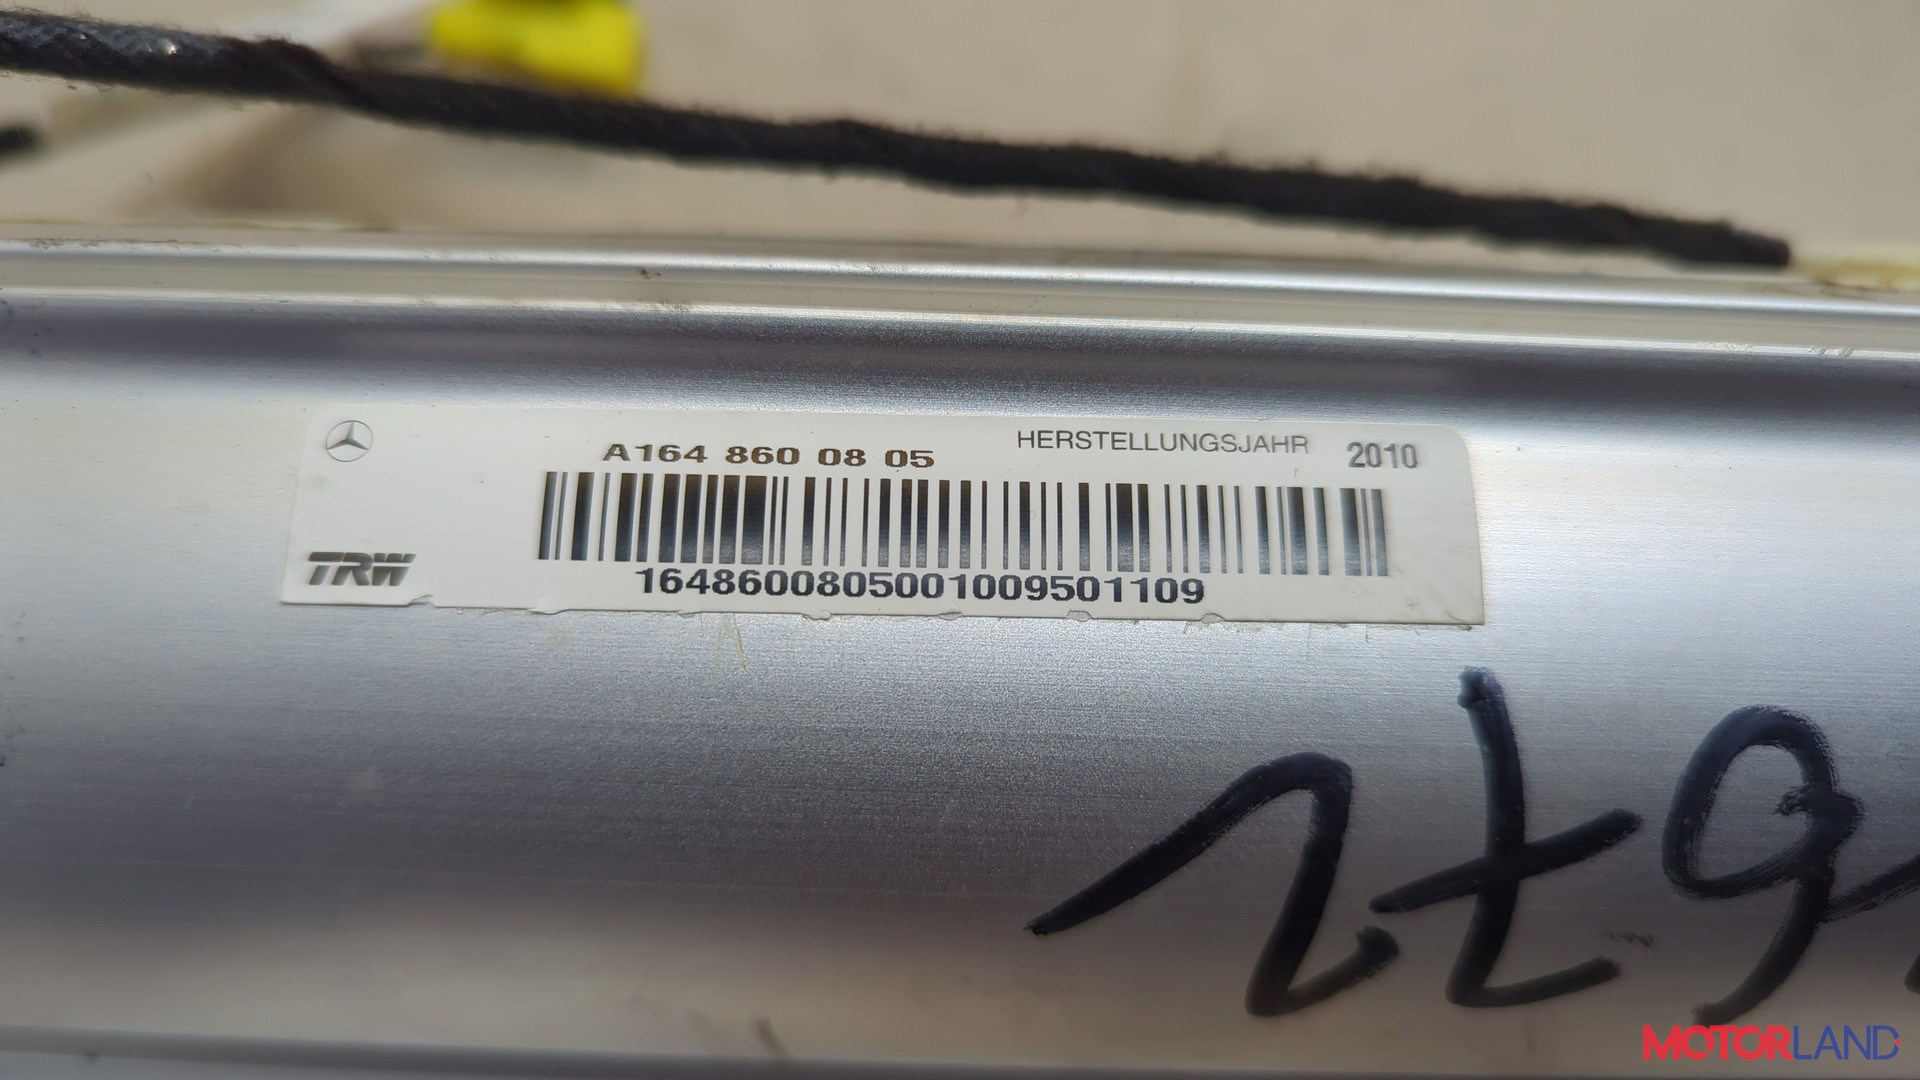 A164 860 08 05
HERSTELLUNGSJAHR 2010
TRW
164860080500100950110​9
MOTORLAND